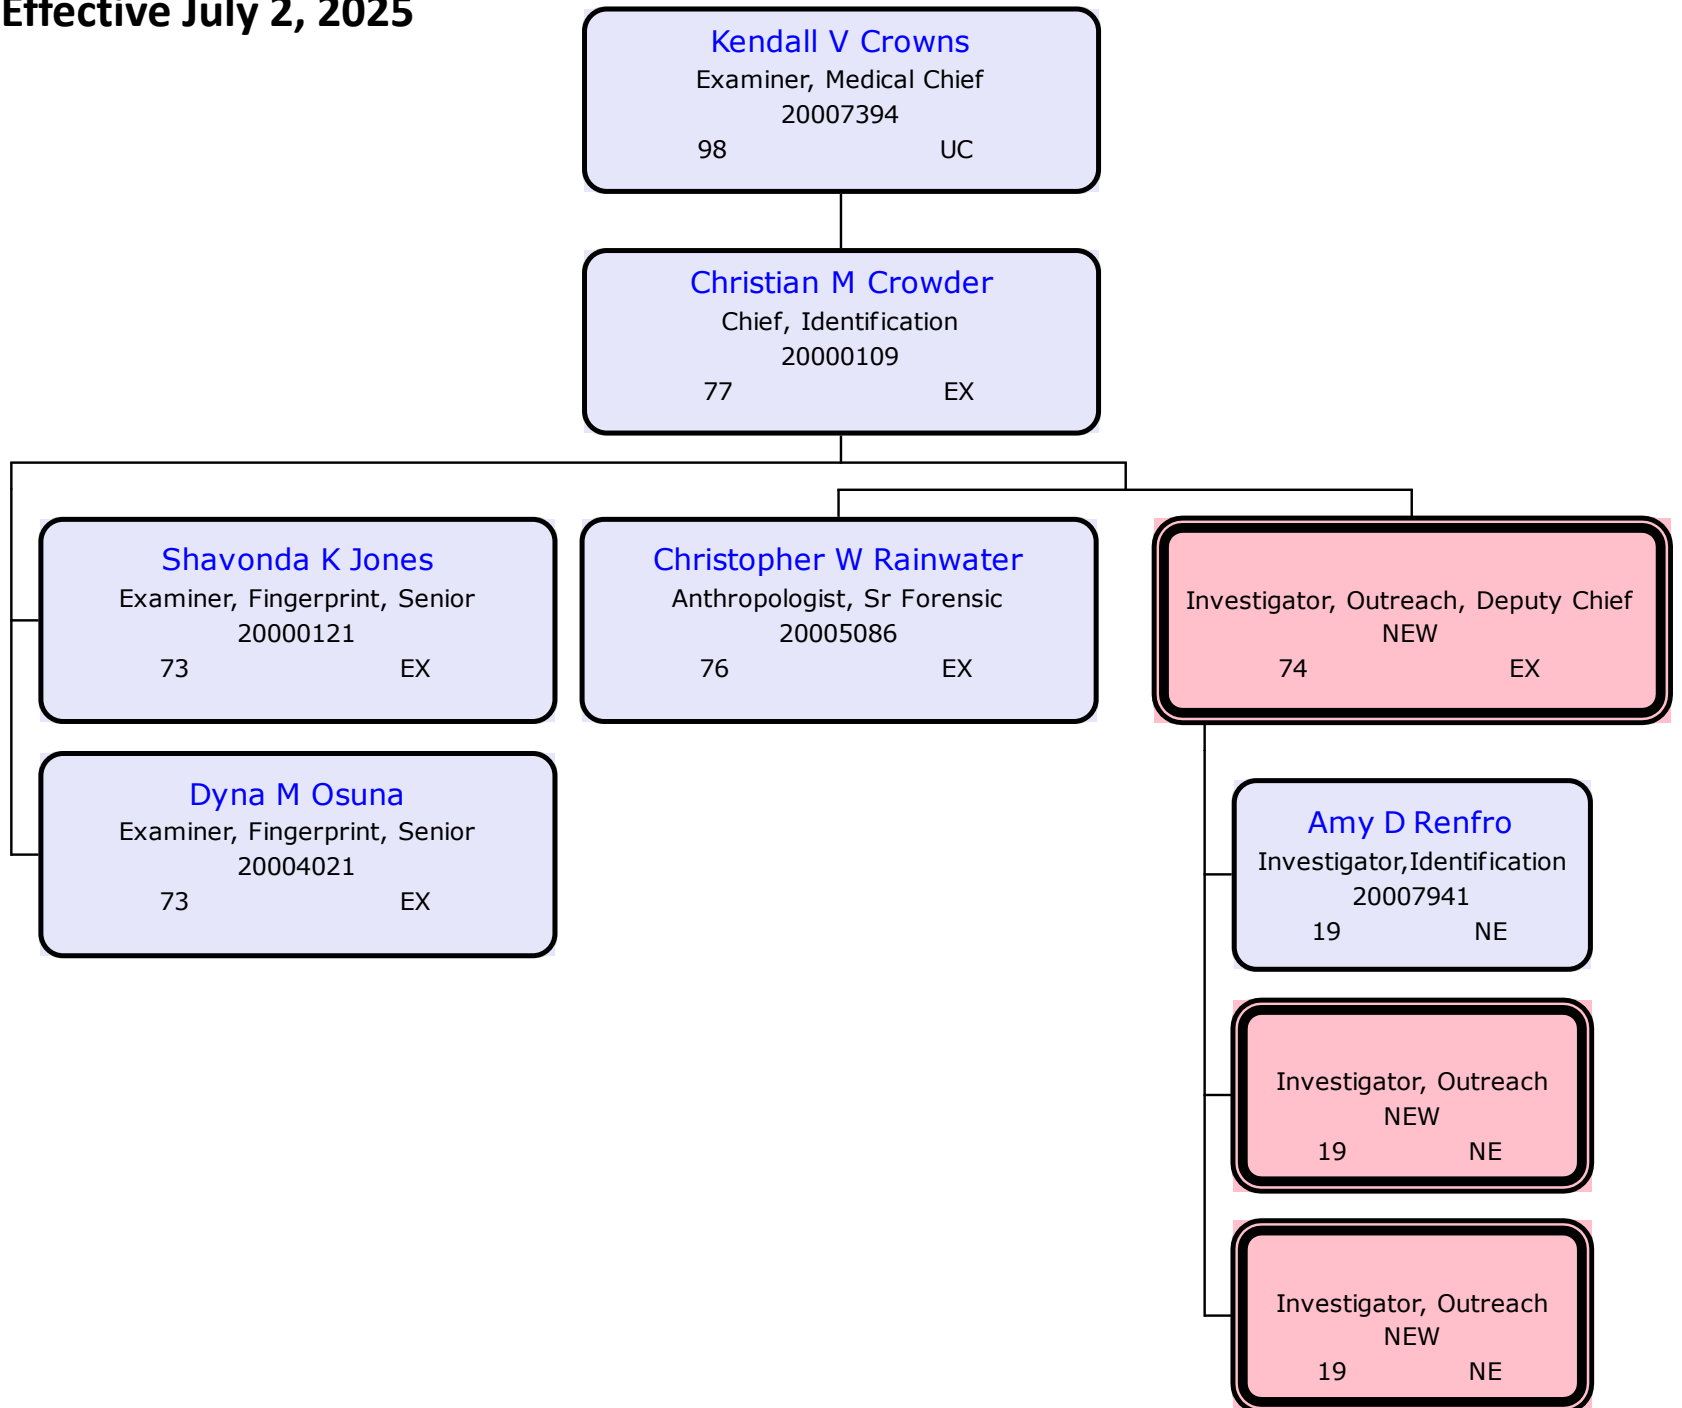 Effective July 2, 2025
Kendall V Crowns
Examiner, Medical Chief
20007394
98 UC
Christian M Crowder
Chief, Identification
20000109
77 EX
Shavonda K Jones
Examiner, Fingerprint, Senior
20000121
73 EX
Dyna M Osuna
Examiner, Fingerprint, Senior
20004021
73 EX
Christopher W Rainwater
Anthropologist, Sr Forensic
20005086
76 EX
Investigator, Outreach, Deputy Chief
NEW
74 EX
Amy D Renfro
Investigator,Identification
20007941
19 NE
Investigator, Outreach
NEW
19 NE
Investigator, Outreach
NEW
19 NE